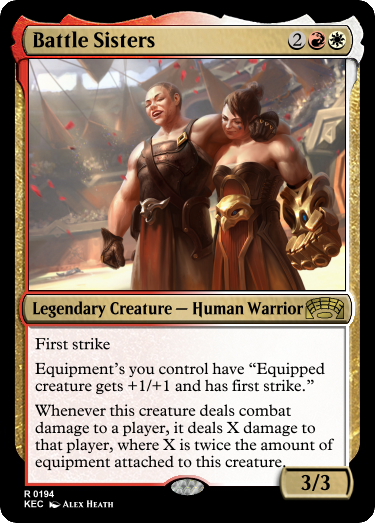 Battle Sisters 2
Legendary Creature — Human Warrior
First strike
Equipment's you control have “Equipped
creature gets +1/+1 and has first strike.”
Whenever this creature deals combat
damage to a player, it deals X damage to
that player, where X is twice the amount of
equipment attached to this creature.
3/3
R 0194
KEC Alex Heath